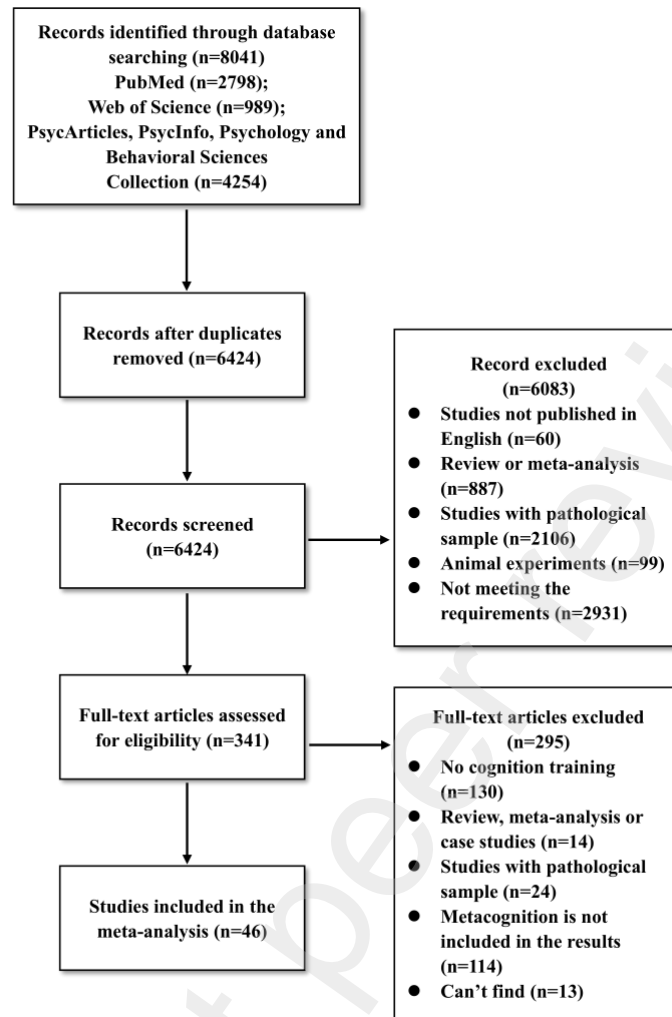 Records identified through database
searching (n=8041)
PubMed (n=2798);
Web of Science (n=989);
PsycArticles, PsycInfo, Psychology and
Behavioral Sciences
Collection (n=4254)
Records after duplicates
removed (n=6424)
Record excluded
(n=6083)
● Studies not published in
English (n=60)
● Review or meta-analysis
(n=887)
● Studies with pathological
sample (n=2106)
● Animal experiments (n=99)
● Not meeting the
requirements (n=2931)
Records screened
(n=6424)
Full-text articles assessed
for eligibility (n=341)
Full-text articles excluded
(n=295)
● No cognition training
(n=130)
● Review, meta-analysis or
case studies (n=14)
● Studies with pathological
sample (n=24)
● Metacognition is not
included in the results
(n=114)
● Can't find (n=13)
Studies included in the
meta-analysis (n=46)
peer